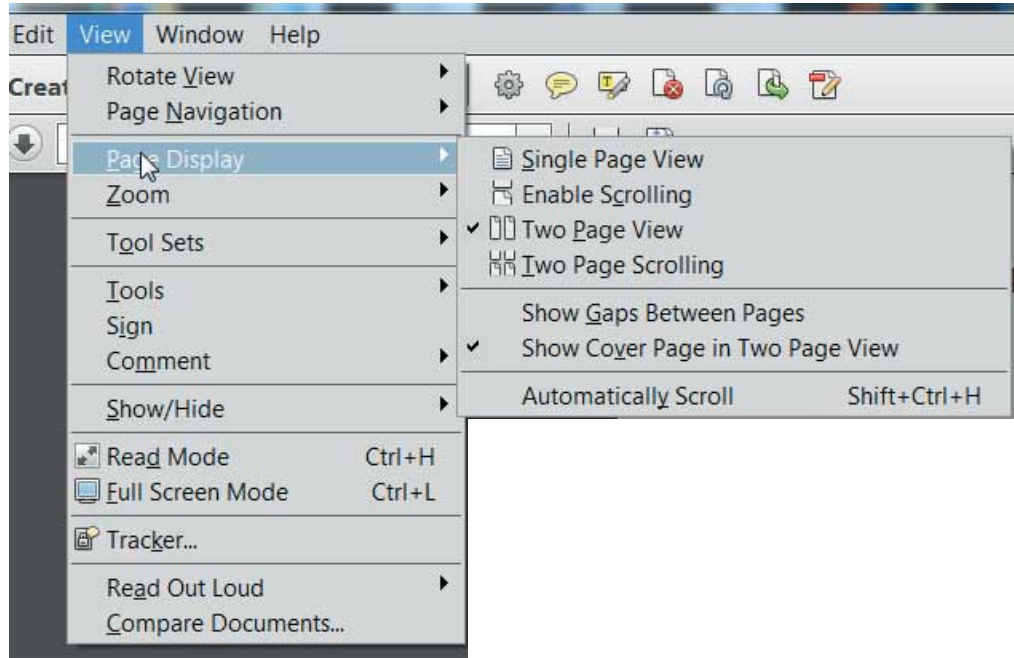 Edit View Window Help
Creat
Rotate View
Page Navigation
Page Display
Zoom
Tool Sets
Tools
Sign
Comment
Show/Hide
Read Mode Ctrl+H
Full Screen Mode Ctrl+L
Tracker...
Read Out Loud
Compare Documents...
Single Page View
Enable Scrolling
Two Page View
Two Page Scrolling
Show Gaps Between Pages
Show Cover Page in Two Page View
Automatically Scroll Shift+Ctrl+H